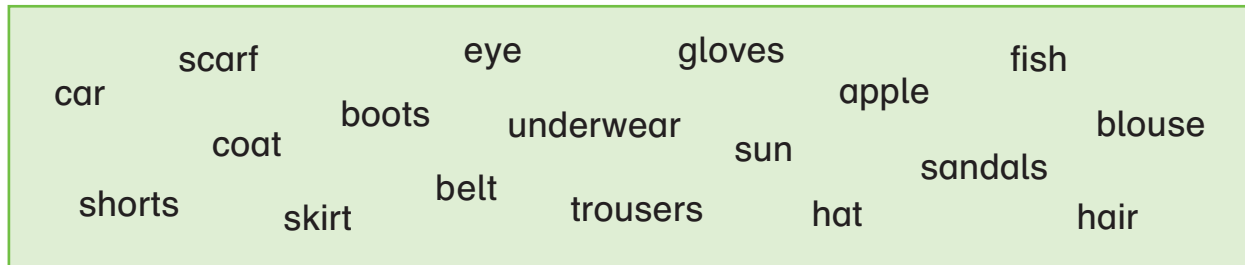 scarf
eye
gloves
fish
car
boots
underwear
apple
blouse
coat
sun
sandals
shorts
skirt
belt
trousers
hat
hair